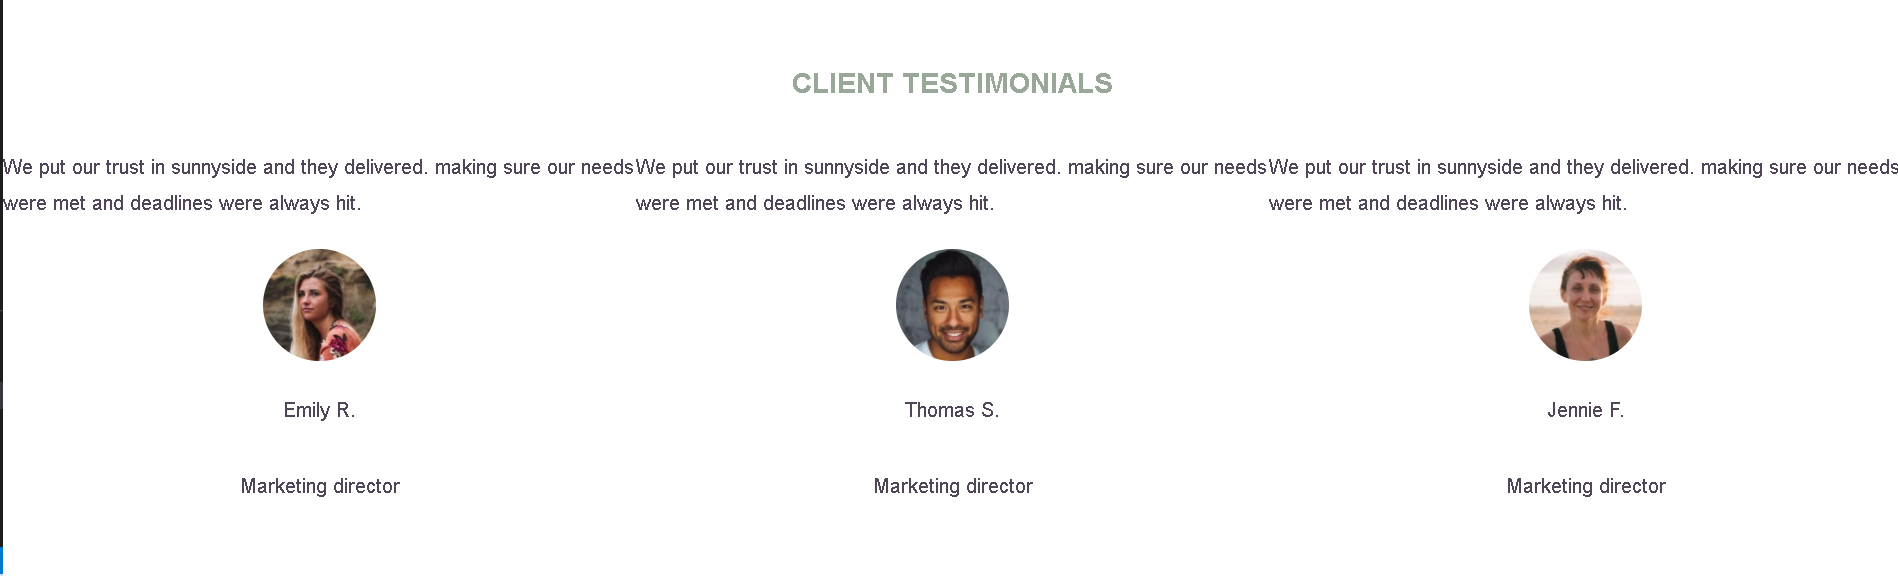 CLIENT TESTIMONIALS
We put our trust in sunnyside and they delivered. making sure our needs
were met and deadlines were always hit.
Emily R.
Marketing director
We put our trust in sunnyside and they delivered. making sure our needs
were met and deadlines were always hit.
Thomas S.
Marketing director
We put our trust in sunnyside and they delivered. making sure our needs
were met and deadlines were always hit.
Jennie F.
Marketing director